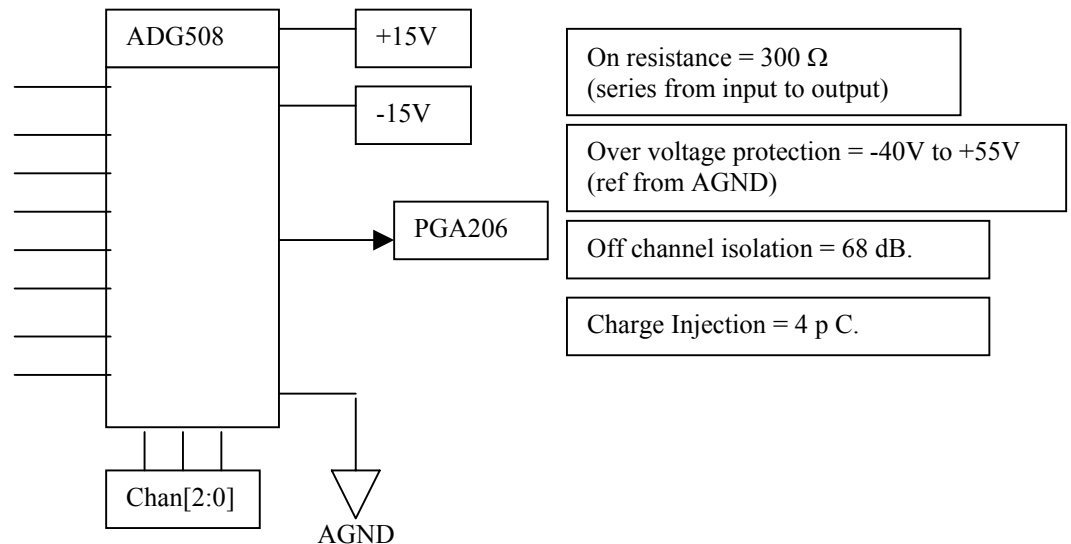 ADG508
+15V
-15V
PGA206
Chan[2:0]
AGND
On resistance = 300 Ω
(series from input to output)
Over voltage protection = -40V to +55V
(ref from AGND)
Off channel isolation = 68 dB.
Charge Injection = 4 p C.